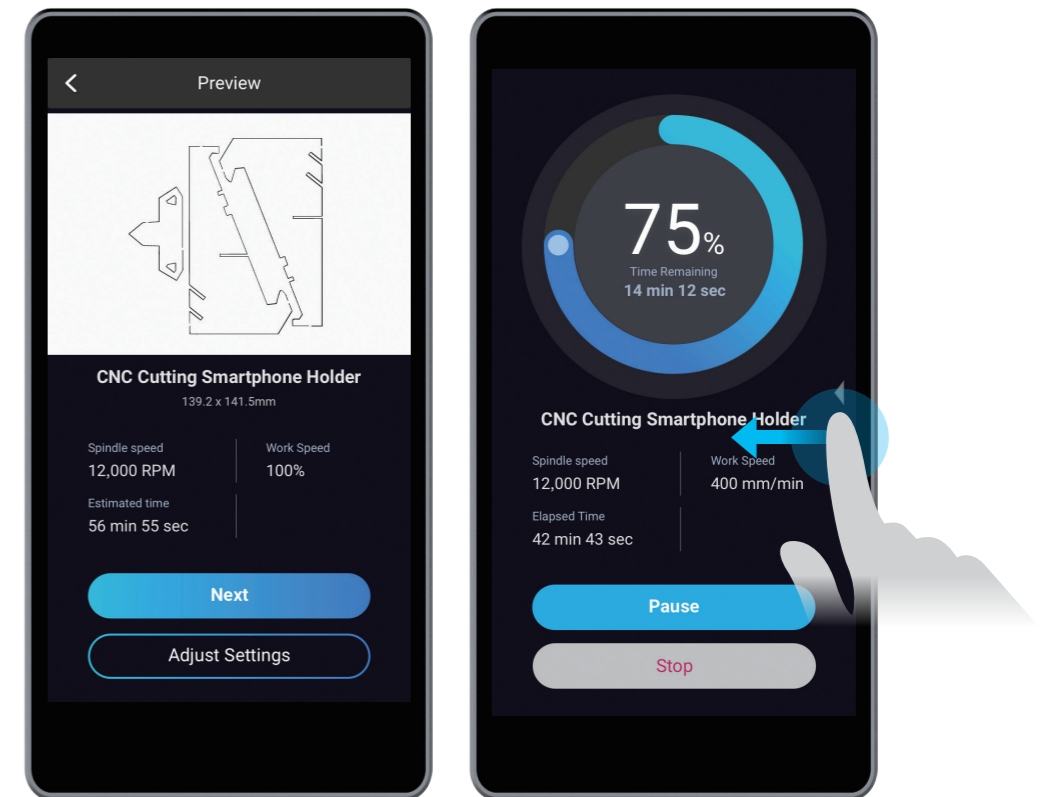 Preview
CNC Cutting Smartphone Holder
139.2 x 141.5mm
Spindle speed
12,000 RPM
Work Speed
100%
Estimated time
56 min 55 sec
Next
Adjust Settings
75%
Time Remaining
14 min 12 sec
CNC Cutting Smartphone Holder
Spindle speed
12,000 RPM
Work Speed
400 mm/min
Elapsed Time
42 min 43 sec
Pause
Stop